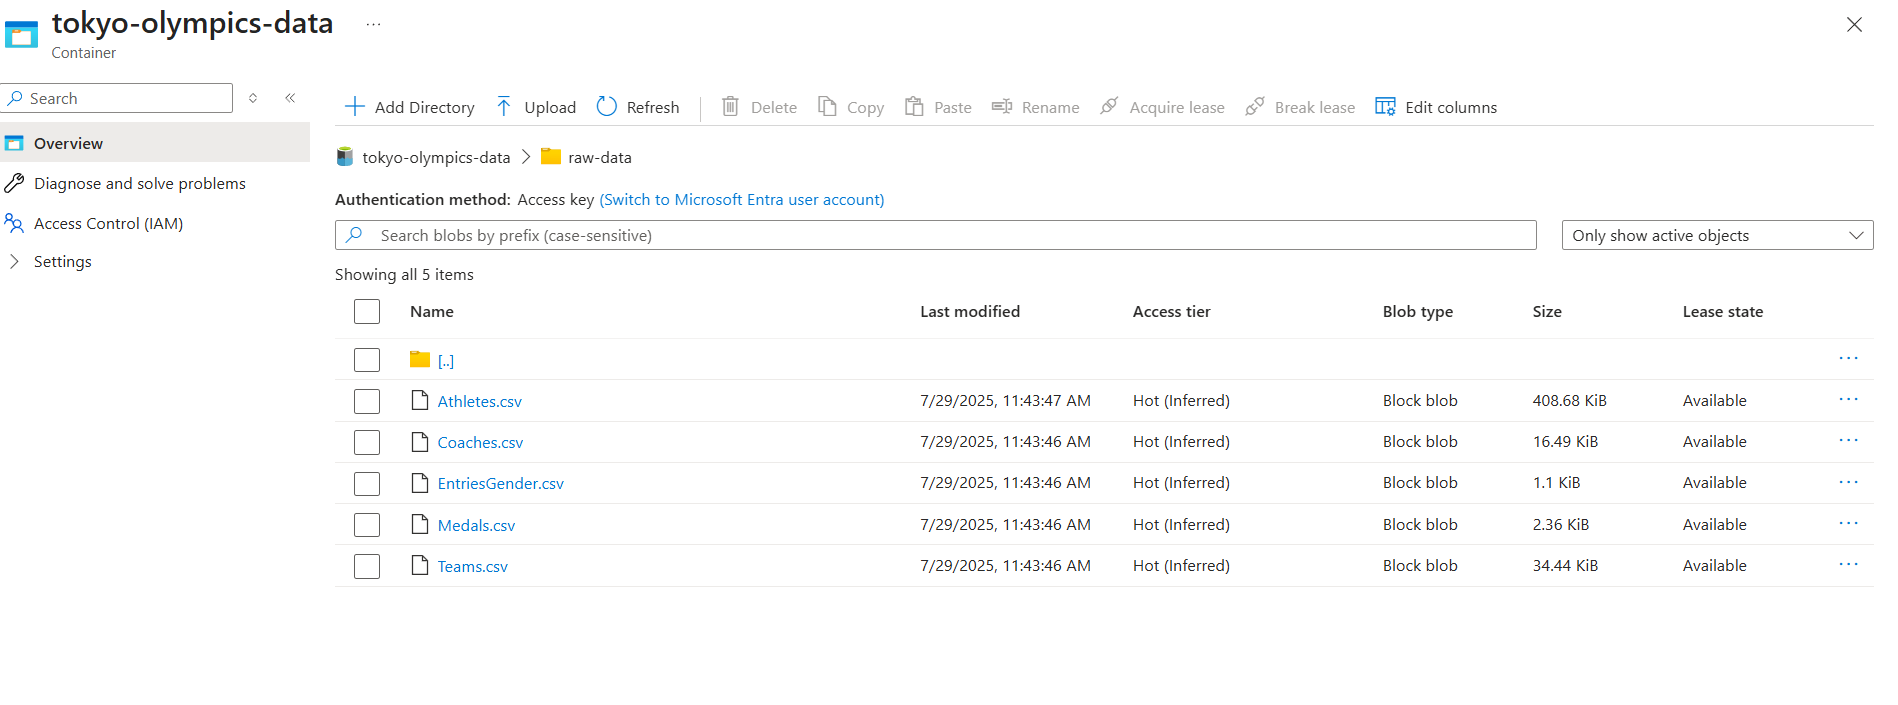 tokyo-olympics-data ...
Container
Search
Overview
Diagnose and solve problems
Access Control (IAM)
Settings
Add Directory Upload Refresh Delete Copy Paste Rename Acquire lease Break lease Edit columns
tokyo-olympics-data > raw-data
Authentication method: Access key (Switch to Microsoft Entra user account)
Search blobs by prefix (case-sensitive)
Only show active objects
Showing all 5 items
Name Last modified Access tier Blob type Size Lease state
[..] ...
Athletes.csv 7/29/2025, 11:43:47 AM Hot (Inferred) Block blob 408.68 KiB Available ...
Coaches.csv 7/29/2025, 11:43:46 AM Hot (Inferred) Block blob 16.49 KiB Available ...
EntriesGender.csv 7/29/2025, 11:43:46 AM Hot (Inferred) Block blob 1.1 KiB Available ...
Medals.csv 7/29/2025, 11:43:46 AM Hot (Inferred) Block blob 2.36 KiB Available ...
Teams.csv 7/29/2025, 11:43:46 AM Hot (Inferred) Block blob 34.44 KiB Available ...